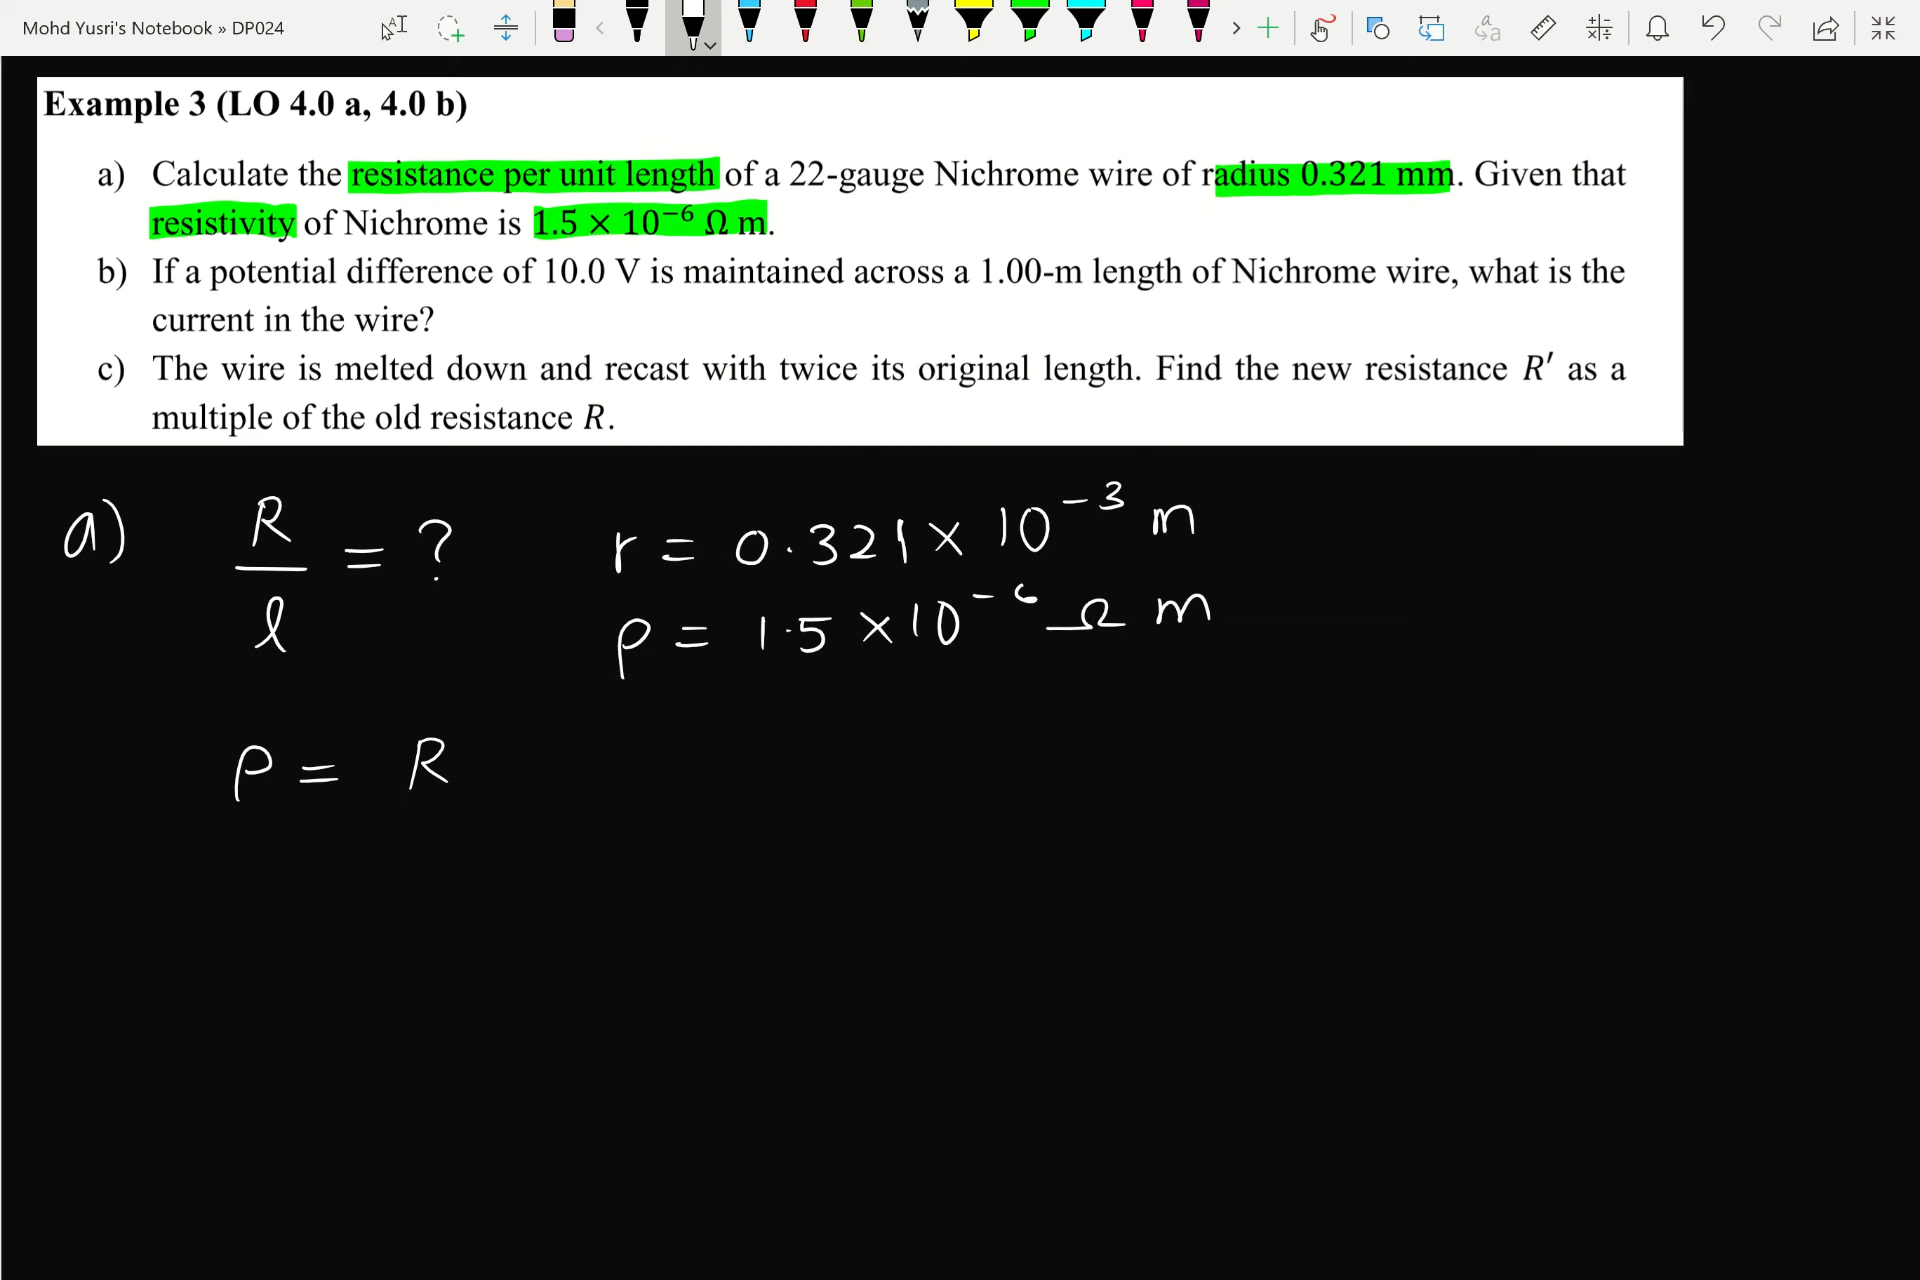 Mohd Yusri's Notebook » DP024
Example 3 (LO 4.0 a, 4.0 b)
a) Calculate the resistance per unit length of a 22-gauge Nichrome wire of radius 0.321 mm. Given that
resistivity of Nichrome is 1.5 × 10⁻⁶ Ω m.
b) If a potential difference of 10.0 V is maintained across a 1.00-m length of Nichrome wire, what is the
current in the wire?
c) The wire is melted down and recast with twice its original length. Find the new resistance R′ as a
multiple of the old resistance R.
a) R/l = ? r = 0.321 × 10⁻³ m
ρ = 1.5 × 10⁻⁶ Ω m
ρ = R